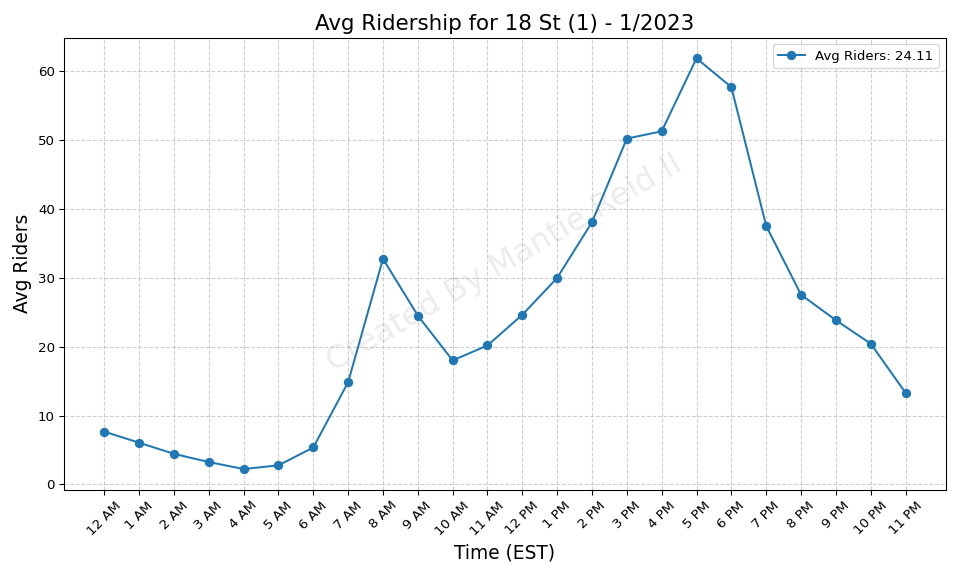 Avg Ridership for 18 St (1) - 1/2023
Avg Riders: 24.11
60
50
40
30
20
10
0
Avg Riders
Created By Mantie Reid II
12 AM
1 AM
2 AM
3 AM
4 AM
5 AM
6 AM
7 AM
8 AM
9 AM
10 AM
11 AM
12 PM
1 PM
2 PM
3 PM
4 PM
5 PM
6 PM
7 PM
8 PM
9 PM
10 PM
11 PM
Time (EST)